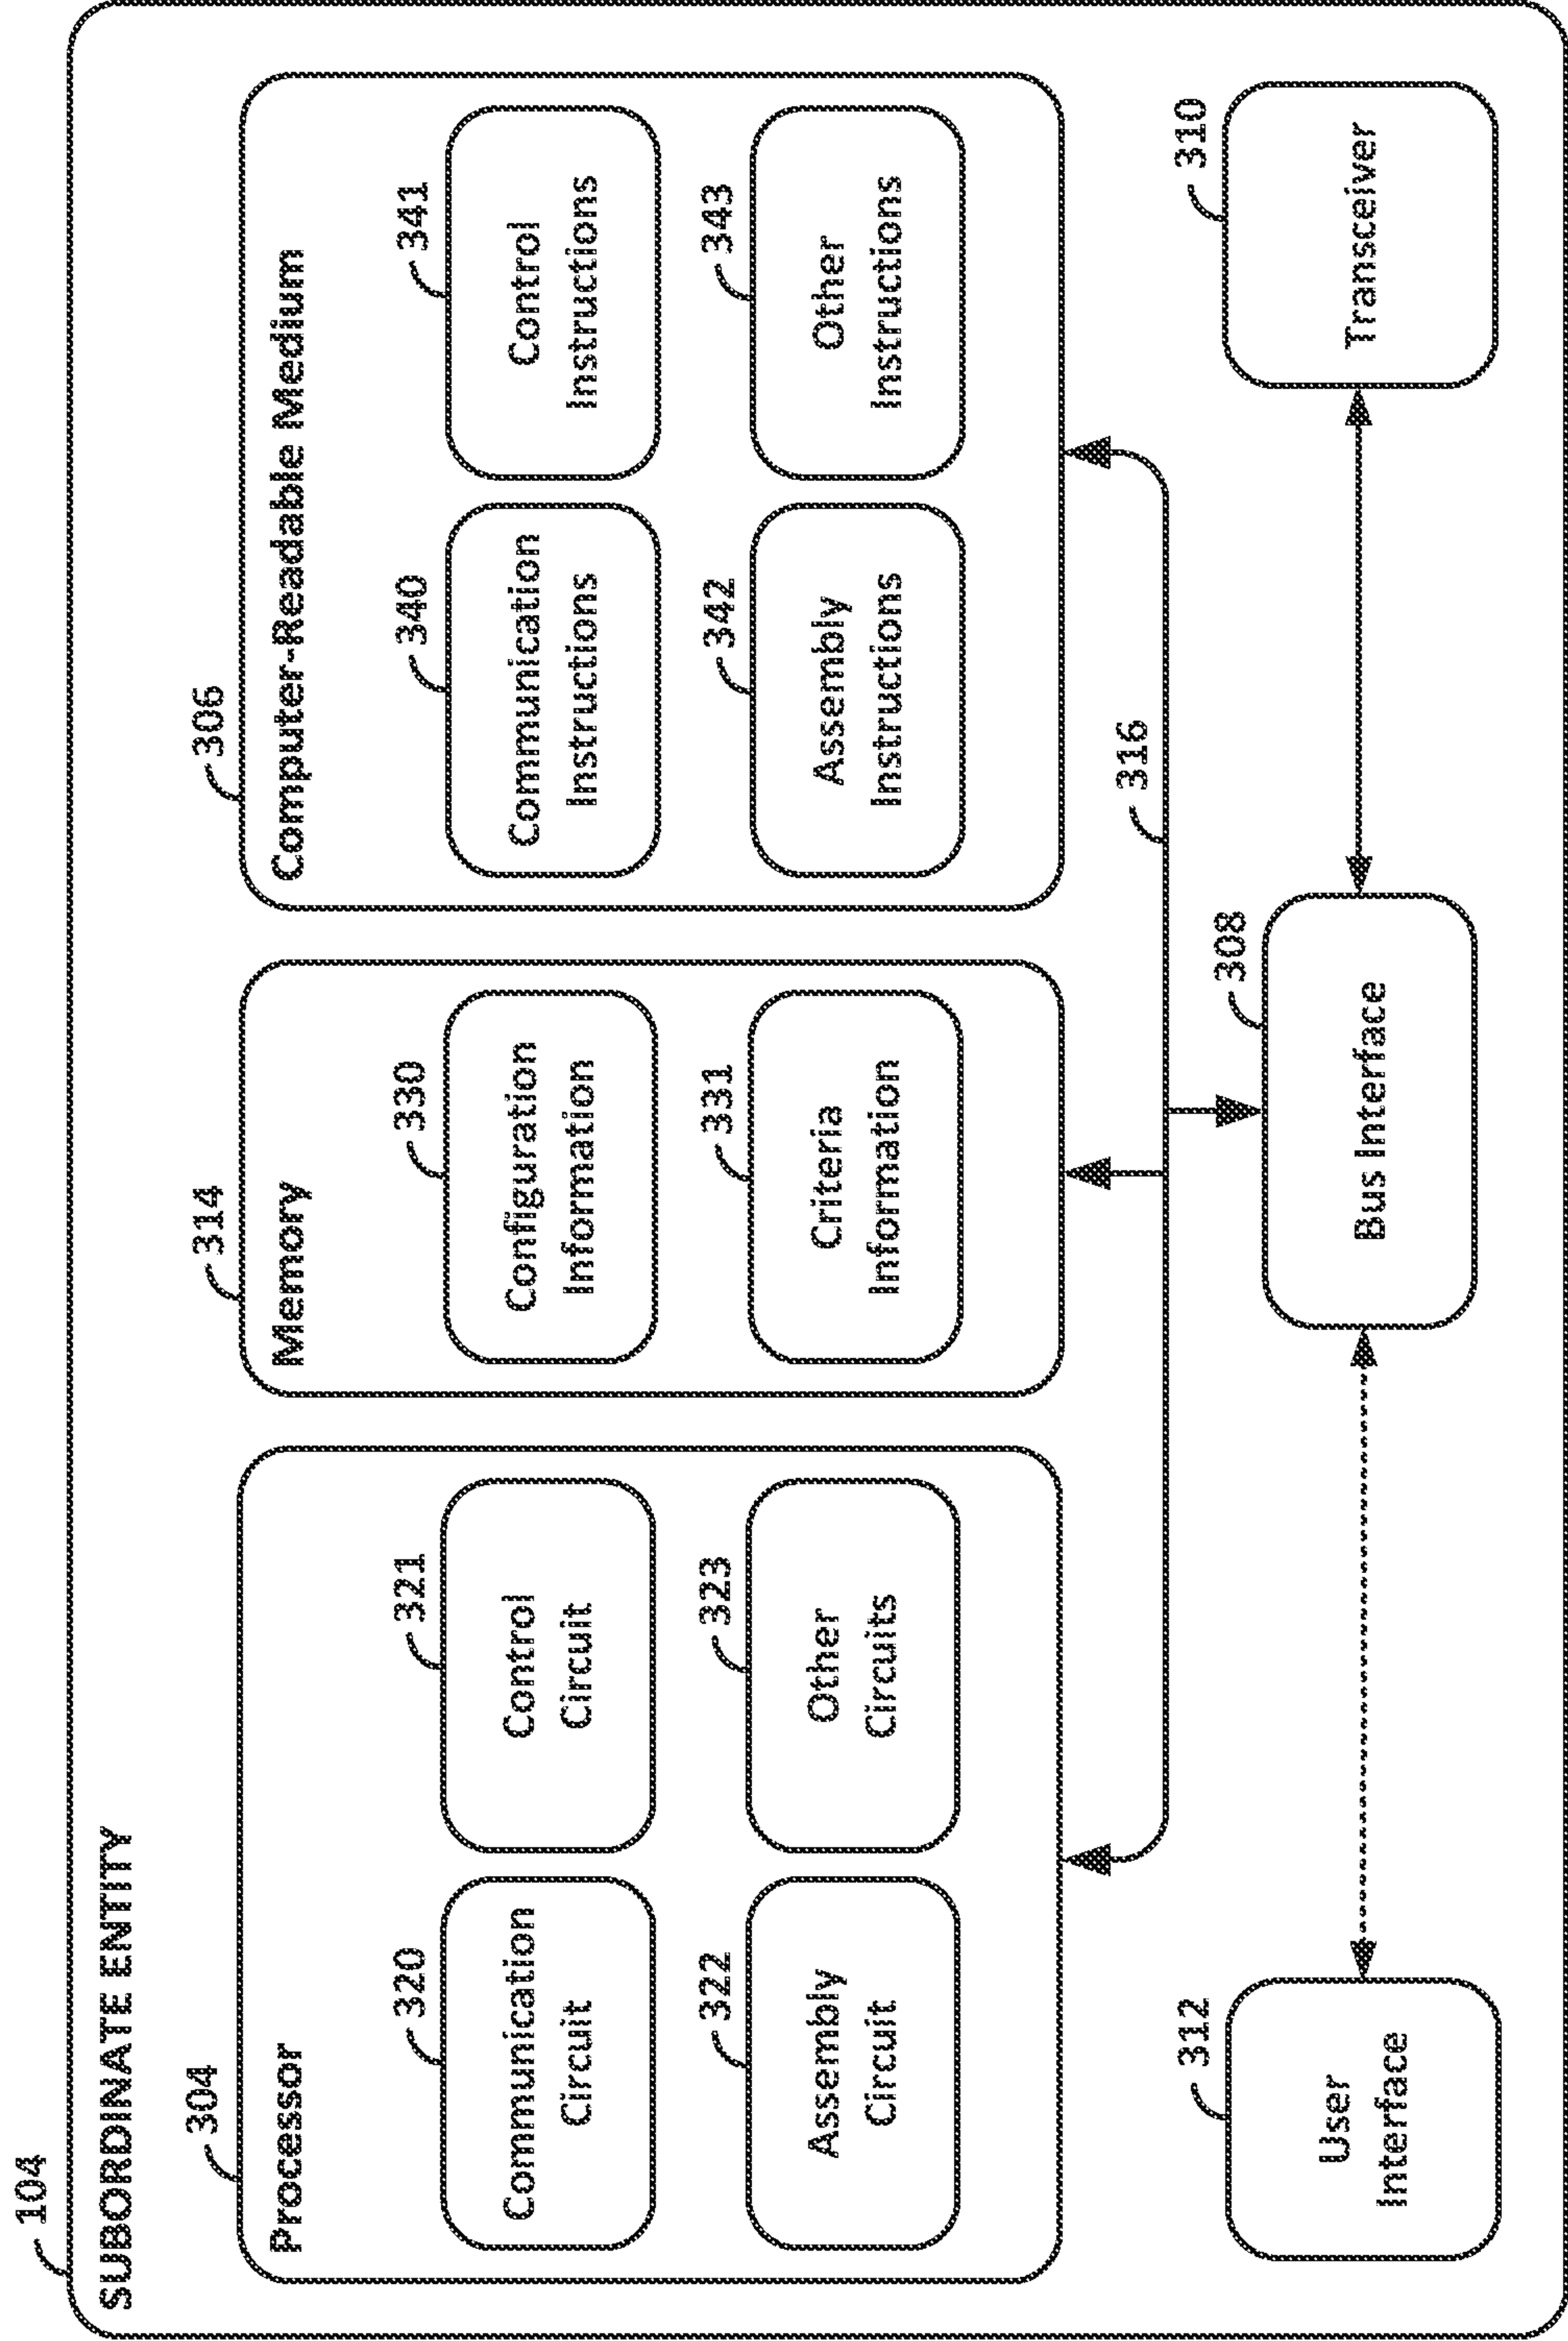 104
SUBORDINATE ENTITY
304
Processor
320
Communication
Circuit
321
Control
Circuit
322
Assembly
Circuit
323
Other
Circuits
314
Memory
330
Configuration
Information
331
Criteria
Information
306
Computer-Readable Medium
340
Communication
Instructions
341
Control
Instructions
342
Assembly
Instructions
343
Other
Instructions
316
312
User
Interface
308
Bus Interface
310
Transceiver